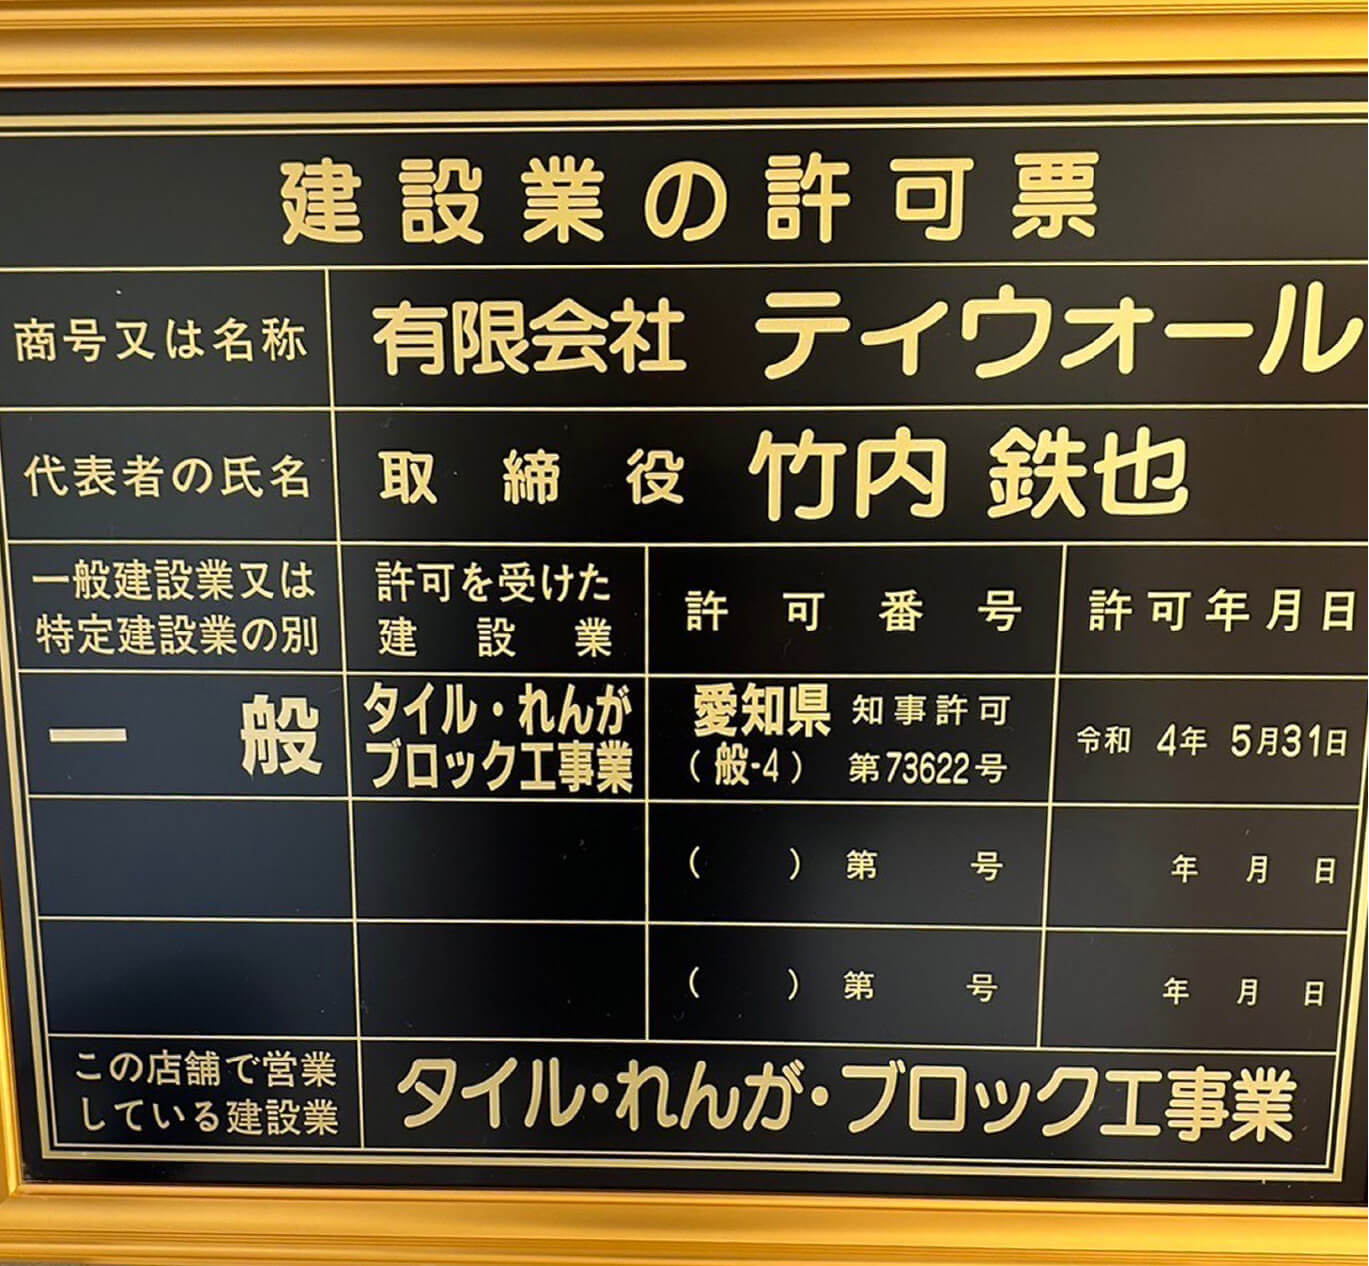 建設業の許可票
商号又は名称
有限会社 ティウォール
代表者の氏名
取締役 竹内 鉄也
一般建設業又は
特定建設業の別
許可を受けた
建設業
許可番号
許可年月日
一般
タイル・れんが
ブロック工事業
愛知県 知事許可
(般-4) 第73622号
令和 4年 5月31日
( ) 第 号
年 月 日
( ) 第 号
年 月 日
この店舗で営業
している建設業
タイル・れんが・ブロック工事業